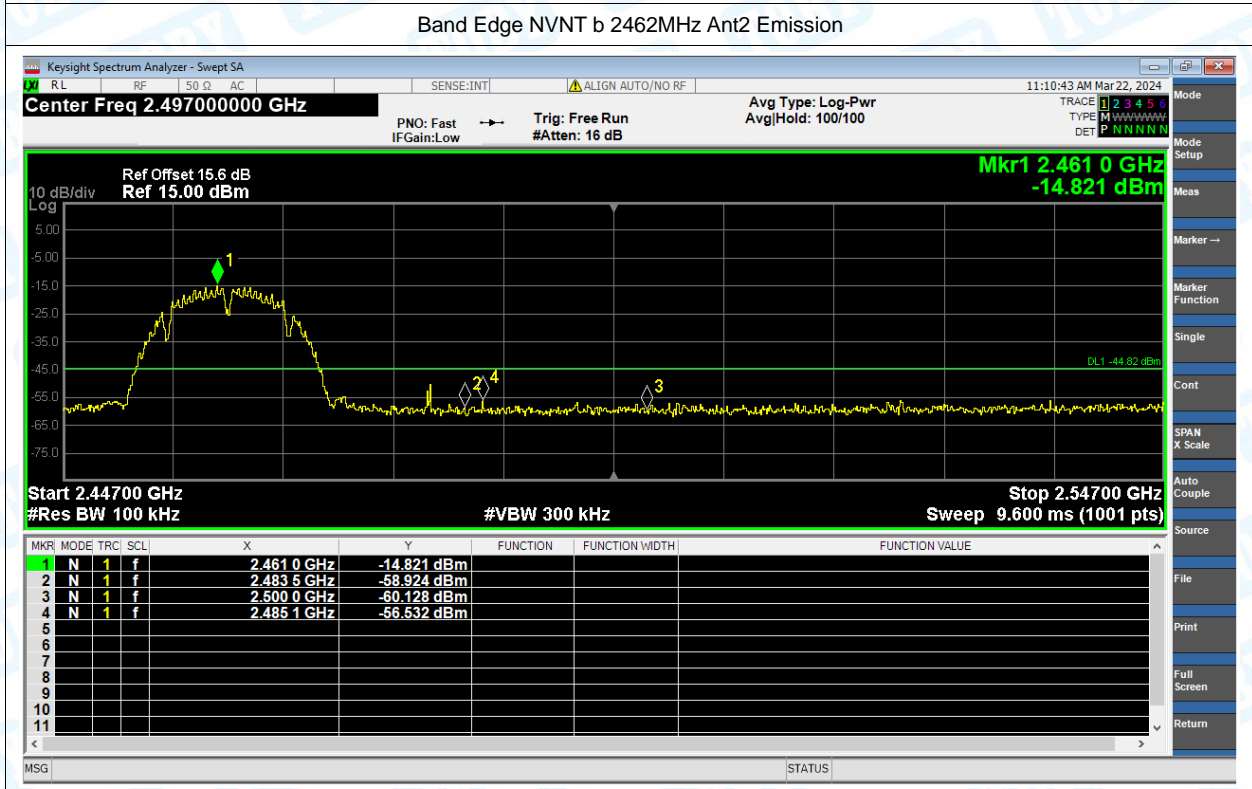 Band Edge NVNT b 2462MHz Ant2 Emission
Keysight Spectrum Analyzer - Swept SA
LXI RL RF 50 Ω AC SENSE:INT ALIGN AUTO/NO RF 11:10:43 AM Mar 22, 2024
Center Freq 2.497000000 GHz
PNO: Fast
IFGain:Low
Trig: Free Run
#Atten: 16 dB
Avg Type: Log-Pwr
Avg|Hold: 100/100
TRACE 1 2 3 4 5 6
TYPE M WWWWW
DET P N N N N N
Mkr1 2.461 0 GHz
-14.821 dBm
Ref Offset 15.6 dB
10 dB/div Ref 15.00 dBm
Log
5.00
-5.00
-15.0
-25.0
-35.0
-45.0
-55.0
-65.0
-75.0
1
2
4
3
DL1 -44.82 dBm
Start 2.44700 GHz Stop 2.54700 GHz
#Res BW 100 kHz #VBW 300 kHz Sweep 9.600 ms (1001 pts)
MKR MODE TRC SCL X Y FUNCTION FUNCTION WIDTH FUNCTION VALUE
1 N 1 f 2.461 0 GHz -14.821 dBm
2 N 1 f 2.483 5 GHz -58.924 dBm
3 N 1 f 2.500 0 GHz -60.128 dBm
4 N 1 f 2.485 1 GHz -56.532 dBm
5
6
7
8
9
10
11
MSG STATUS
Mode
Mode Setup
Meas
Marker →
Marker Function
Single
Cont
SPAN X Scale
Auto Couple
Source
File
Print
Full Screen
Return